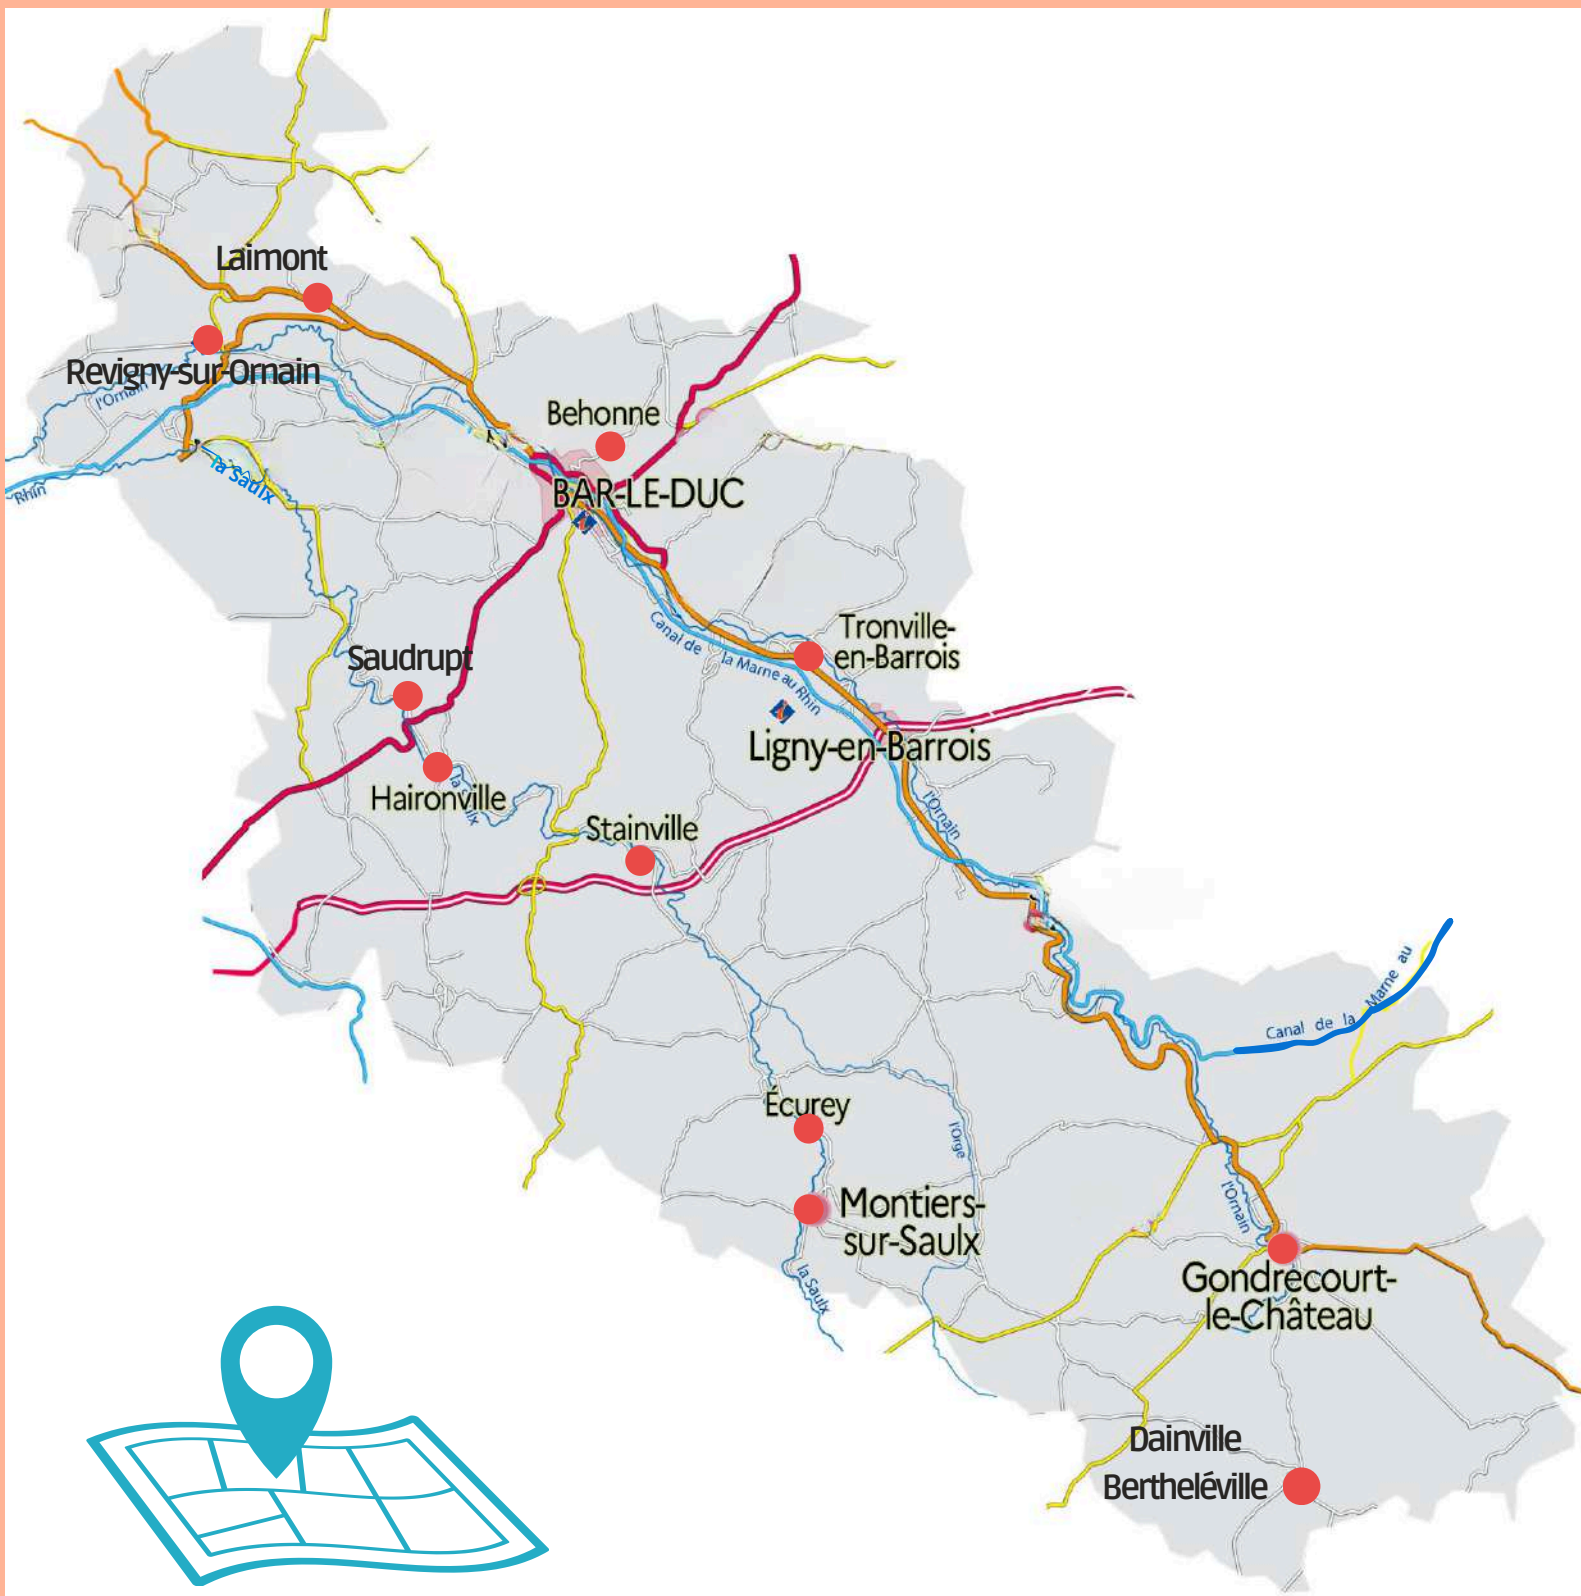 Laimont
Revigny-sur-Ornain
l'Ornain
Behonne
la Saulx
Rhin
BAR-LE-DUC
Canal de la Marne au Rhin
Tronville-
en-Barrois
Saudrupt
Ligny-en-Barrois
Haironville
la Saulx
l'Ornain
Stainville
Canal de la Marne au
Écurey
l'Orge
Montiers-
sur-Saulx
l'Ornain
la Saulx
Gondrecourt-
le-Château
Dainville
Bertheléville